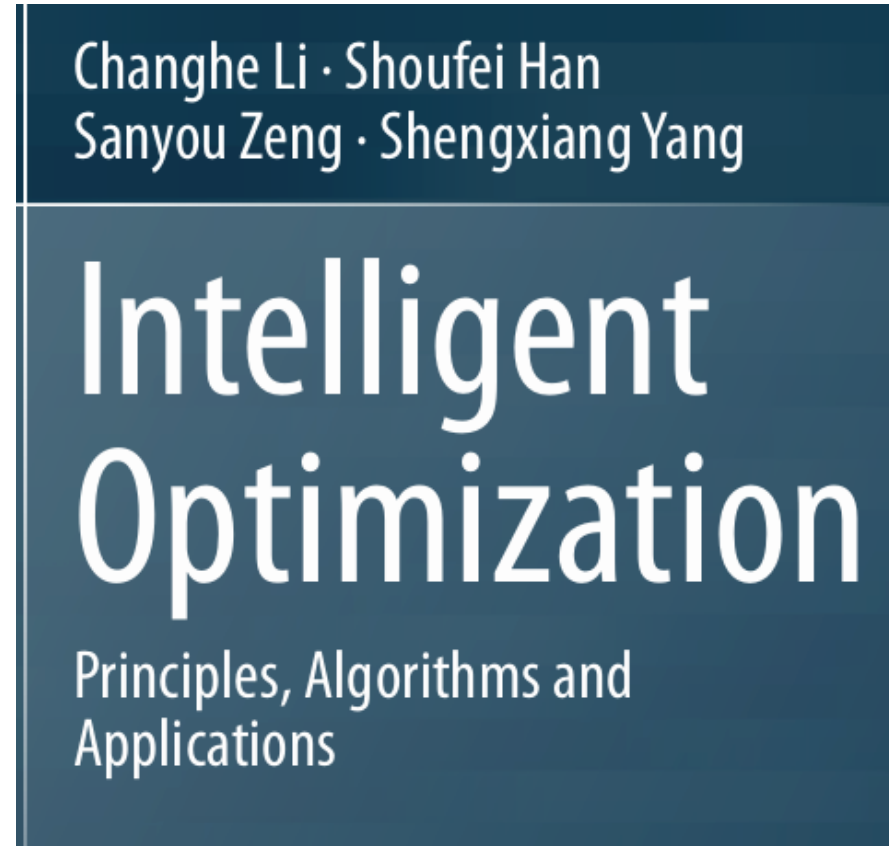 Changhe Li · Shoufei Han
Sanyou Zeng · Shengxiang Yang
Intelligent
Optimization
Principles, Algorithms and
Applications